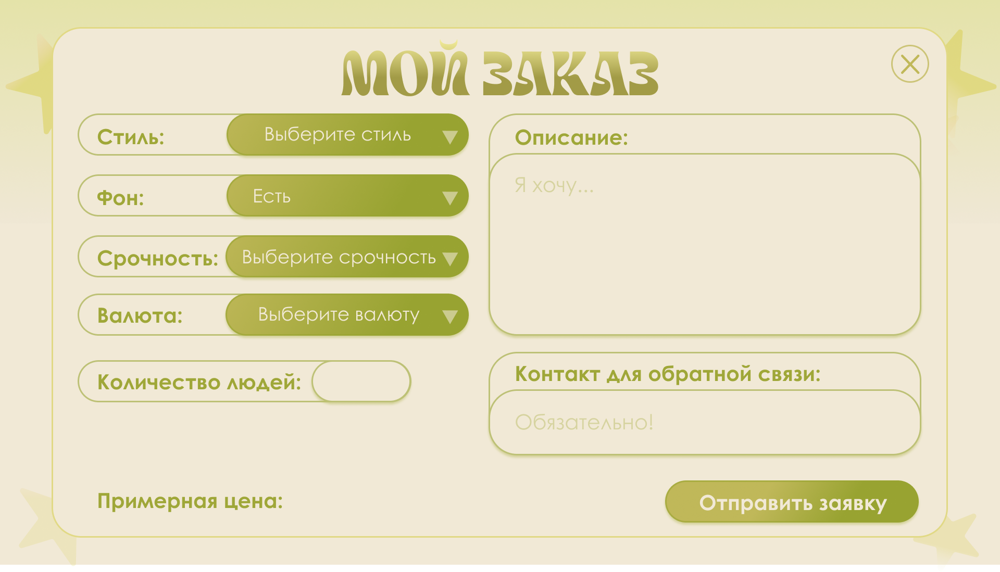 МОЙ ЗАКАЗ
Стиль:
Выберите стиль
Фон:
Есть
Срочность:
Выберите срочность
Валюта:
Выберите валюту
Количество людей:
Примерная цена:
Описание:
Я хочу...
Контакт для обратной связи:
Обязательно!
Отправить заявку